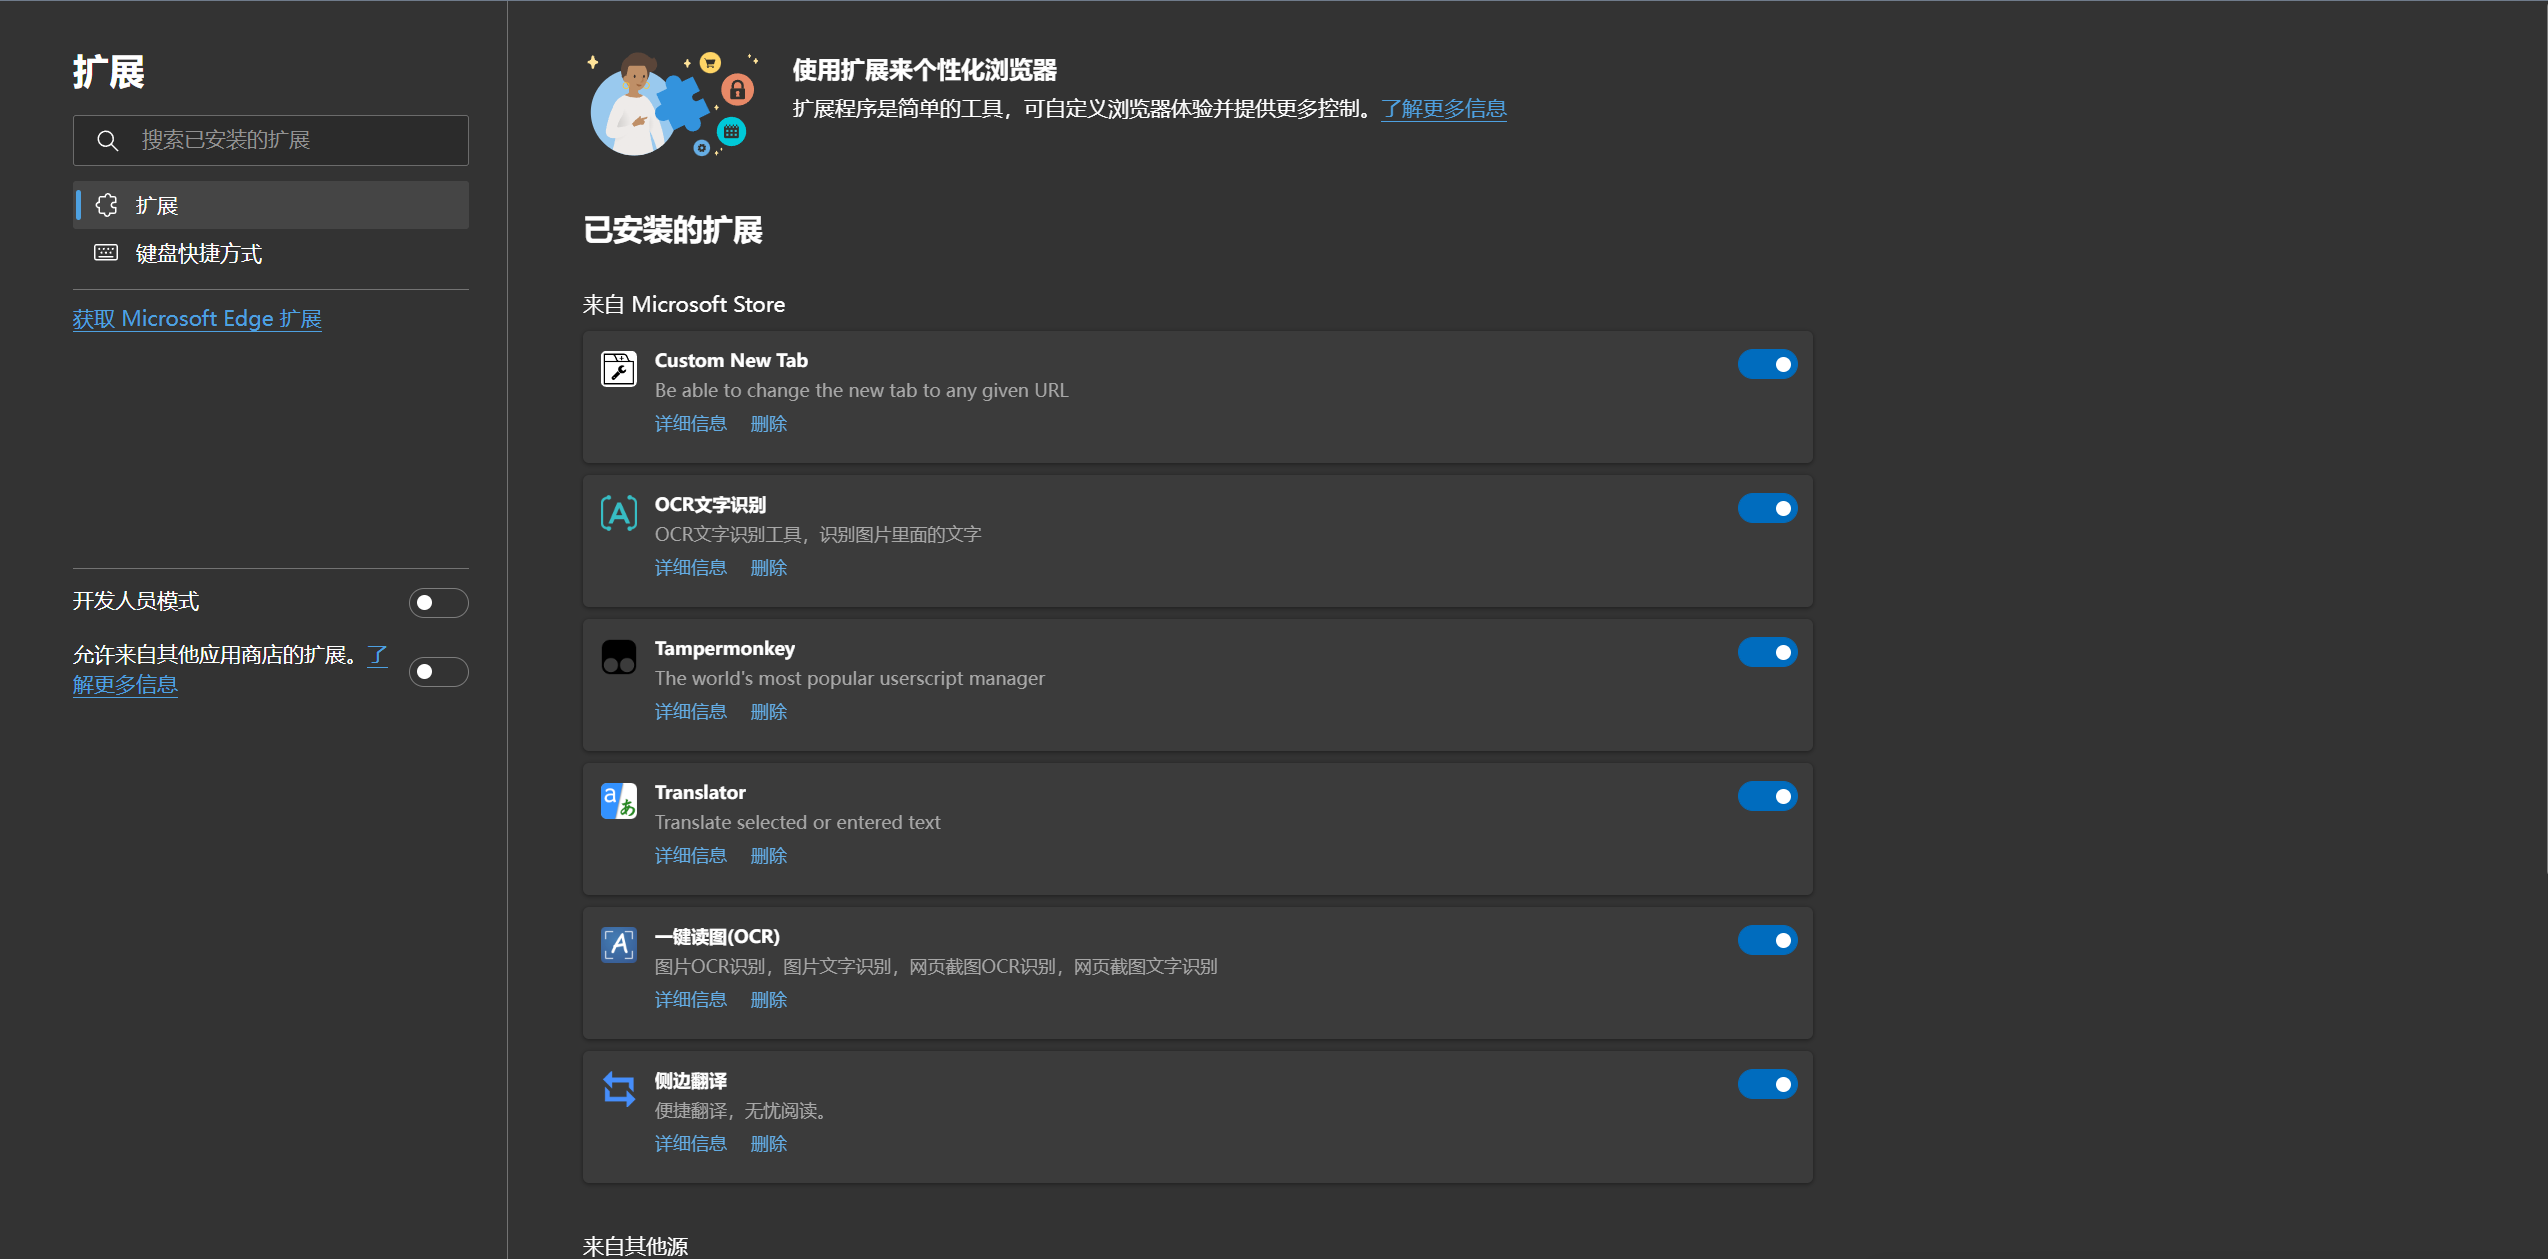 扩展
搜索已安装的扩展
扩展
键盘快捷方式
获取 Microsoft Edge 扩展
开发人员模式
允许来自其他应用商店的扩展。了
解更多信息
使用扩展来个性化浏览器
扩展程序是简单的工具，可自定义浏览器体验并提供更多控制。了解更多信息
已安装的扩展
来自 Microsoft Store
Custom New Tab
Be able to change the new tab to any given URL
详细信息 删除
OCR文字识别
OCR文字识别工具，识别图片里面的文字
详细信息 删除
Tampermonkey
The world's most popular userscript manager
详细信息 删除
Translator
Translate selected or entered text
详细信息 删除
一键读图(OCR)
图片OCR识别，图片文字识别，网页截图OCR识别，网页截图文字识别
详细信息 删除
侧边翻译
便捷翻译，无忧阅读。
详细信息 删除
来自其他源